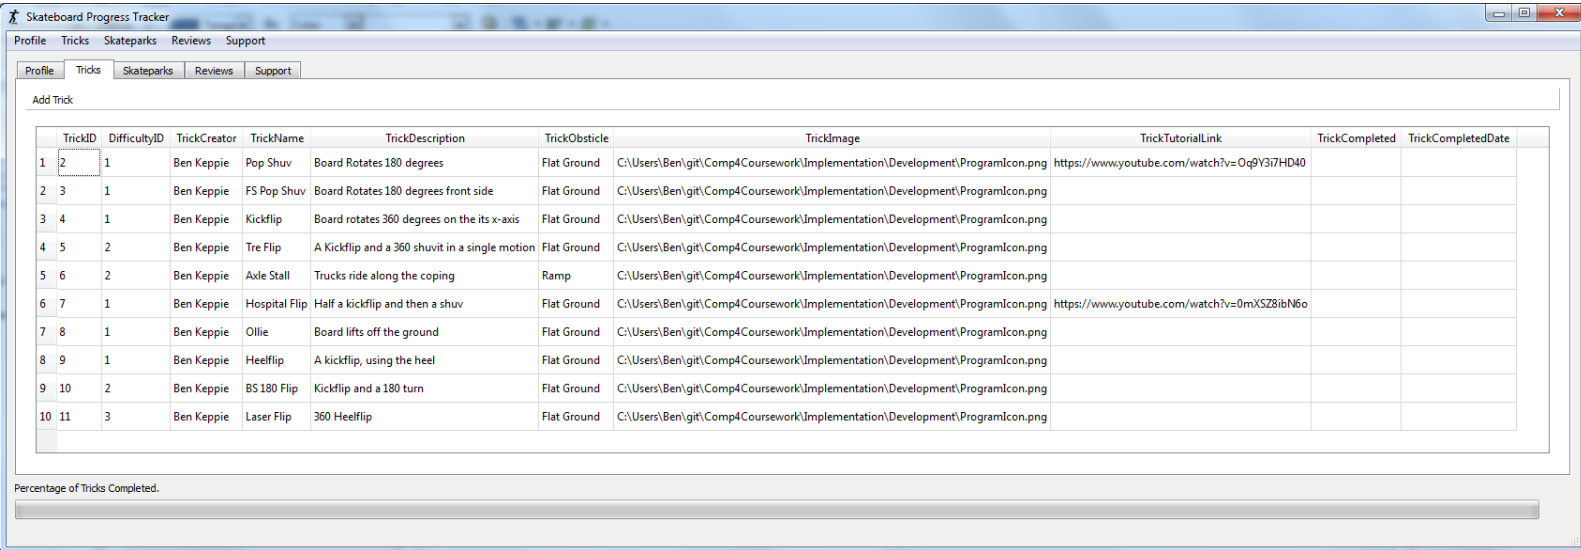 Skateboard Progress Tracker
Profile Tricks Skateparks Reviews Support
Profile Tricks Skateparks Reviews Support
Add Trick
TrickID DifficultyID TrickCreator TrickName TrickDescription TrickObsticle TrickImage TrickTutorialLink TrickCompleted TrickCompletedDate
1 2 1 Ben Keppie Pop Shuv Board Rotates 180 degrees Flat Ground C:\Users\Ben\git\Comp4Coursework\Implementation\Development\ProgramIcon.png https://www.youtube.com/watch?v=Oq9Y3i7HD40
2 3 1 Ben Keppie FS Pop Shuv Board Rotates 180 degrees front side Flat Ground C:\Users\Ben\git\Comp4Coursework\Implementation\Development\ProgramIcon.png
3 4 1 Ben Keppie Kickflip Board rotates 360 degrees on the its x-axis Flat Ground C:\Users\Ben\git\Comp4Coursework\Implementation\Development\ProgramIcon.png
4 5 2 Ben Keppie Tre Flip A Kickflip and a 360 shuvit in a single motion Flat Ground C:\Users\Ben\git\Comp4Coursework\Implementation\Development\ProgramIcon.png
5 6 2 Ben Keppie Axle Stall Trucks ride along the coping Ramp C:\Users\Ben\git\Comp4Coursework\Implementation\Development\ProgramIcon.png
6 7 1 Ben Keppie Hospital Flip Half a kickflip and then a shuv Flat Ground C:\Users\Ben\git\Comp4Coursework\Implementation\Development\ProgramIcon.png https://www.youtube.com/watch?v=0mXSZ8ibN6o
7 8 1 Ben Keppie Ollie Board lifts off the ground Flat Ground C:\Users\Ben\git\Comp4Coursework\Implementation\Development\ProgramIcon.png
8 9 1 Ben Keppie Heelflip A kickflip, using the heel Flat Ground C:\Users\Ben\git\Comp4Coursework\Implementation\Development\ProgramIcon.png
9 10 2 Ben Keppie BS 180 Flip Kickflip and a 180 turn Flat Ground C:\Users\Ben\git\Comp4Coursework\Implementation\Development\ProgramIcon.png
10 11 3 Ben Keppie Laser Flip 360 Heelflip Flat Ground C:\Users\Ben\git\Comp4Coursework\Implementation\Development\ProgramIcon.png
Percentage of Tricks Completed.